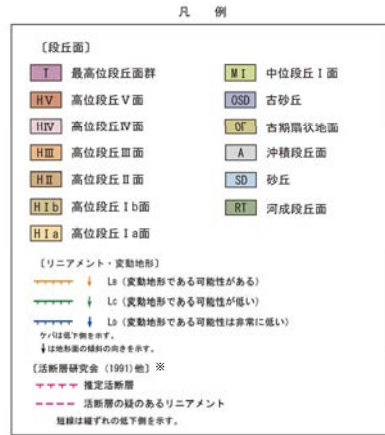 凡 例
〔段丘面〕
T 最高位段丘面群
HⅤ 高位段丘Ⅴ面
HⅣ 高位段丘Ⅳ面
HⅢ 高位段丘Ⅲ面
HⅡ 高位段丘Ⅱ面
HⅠb 高位段丘Ⅰb面
HⅠa 高位段丘Ⅰa面
MⅠ 中位段丘Ⅰ面
OSD 古砂丘
Of 古期扇状地面
A 沖積段丘面
SD 砂丘
RT 河成段丘面
〔リニアメント・変動地形〕
LB (変動地形である可能性がある)
LC (変動地形である可能性が低い)
LD (変動地形である可能性は非常に低い)
ケバは低下側を示す。
↓は地形面の傾斜の向きを示す。
〔活断層研究会(1991)他〕※
推定活断層
活断層の疑のあるリニアメント
短線は縦ずれの低下側を示す。